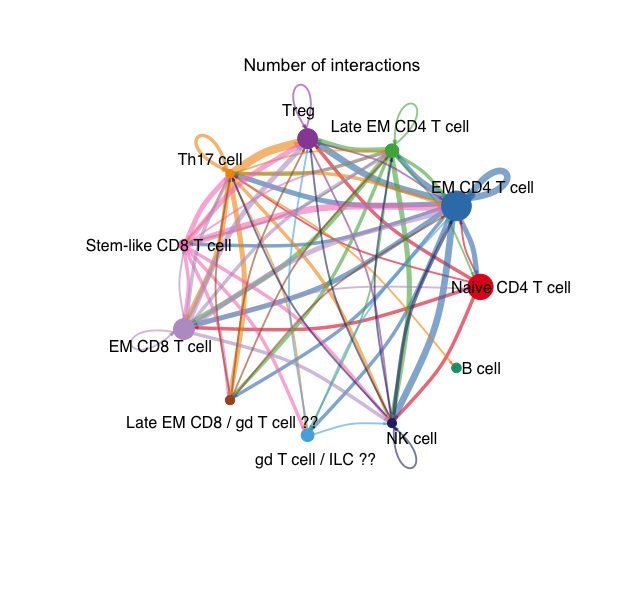 Number of interactions
Treg
Late EM CD4 T cell
Th17 cell
EM CD4 T cell
Stem-like CD8 T cell
Naive CD4 T cell
EM CD8 T cell
B cell
Late EM CD8 / gd T cell ??
NK cell
gd T cell / ILC ??